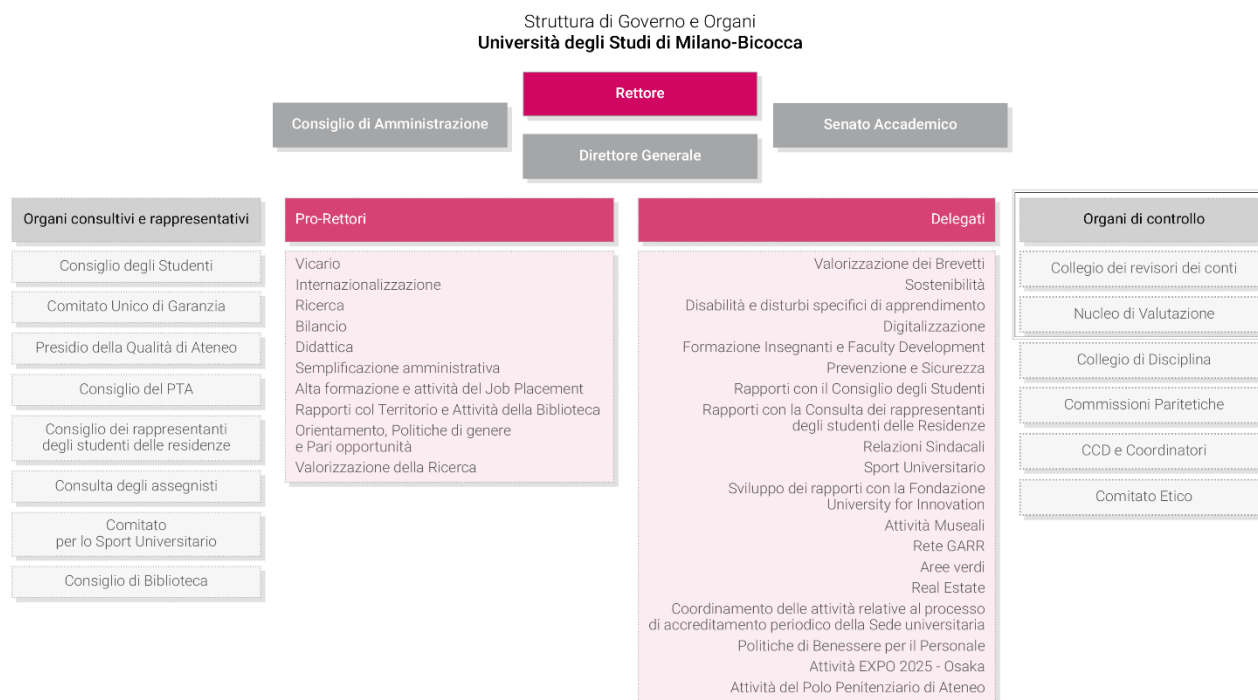 Struttura di Governo e Organi
Università degli Studi di Milano-Bicocca
Rettore
Consiglio di Amministrazione
Senato Accademico
Direttore Generale
Organi consultivi e rappresentativi
Consiglio degli Studenti
Comitato Unico di Garanzia
Presidio della Qualità di Ateneo
Consiglio del PTA
Consiglio dei rappresentanti
degli studenti delle residenze
Consulta degli assegnisti
Comitato
per lo Sport Universitario
Consiglio di Biblioteca
Pro-Rettori
Vicario
Internazionalizzazione
Ricerca
Bilancio
Didattica
Semplificazione amministrativa
Alta formazione e attività del Job Placement
Rapporti col Territorio e Attività della Biblioteca
Orientamento, Politiche di genere
e Pari opportunità
Valorizzazione della Ricerca
Delegati
Valorizzazione dei Brevetti
Sostenibilità
Disabilità e disturbi specifici di apprendimento
Digitalizzazione
Formazione Insegnanti e Faculty Development
Prevenzione e Sicurezza
Rapporti con il Consiglio degli Studenti
Rapporti con la Consulta dei rappresentanti
degli studenti delle Residenze
Relazioni Sindacali
Sport Universitario
Sviluppo dei rapporti con la Fondazione
University for Innovation
Attività Museali
Rete GARR
Aree verdi
Real Estate
Coordinamento delle attività relative al processo
di accreditamento periodico della Sede universitaria
Politiche di Benessere per il Personale
Attività EXPO 2025 - Osaka
Attività del Polo Penitenziario di Ateneo
Organi di controllo
Collegio dei revisori dei conti
Nucleo di Valutazione
Collegio di Disciplina
Commissioni Paritetiche
CCD e Coordinatori
Comitato Etico